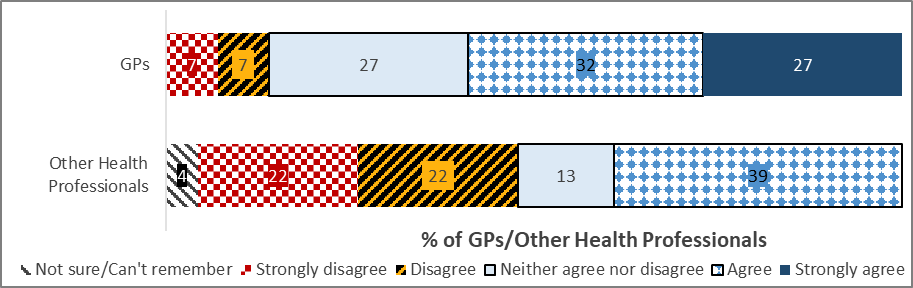 GPs
7
7
27
32
27
Other Health
Professionals
4
22
22
13
39
% of GPs/Other Health Professionals
Not sure/Can't remember Strongly disagree Disagree Neither agree nor disagree Agree Strongly agree